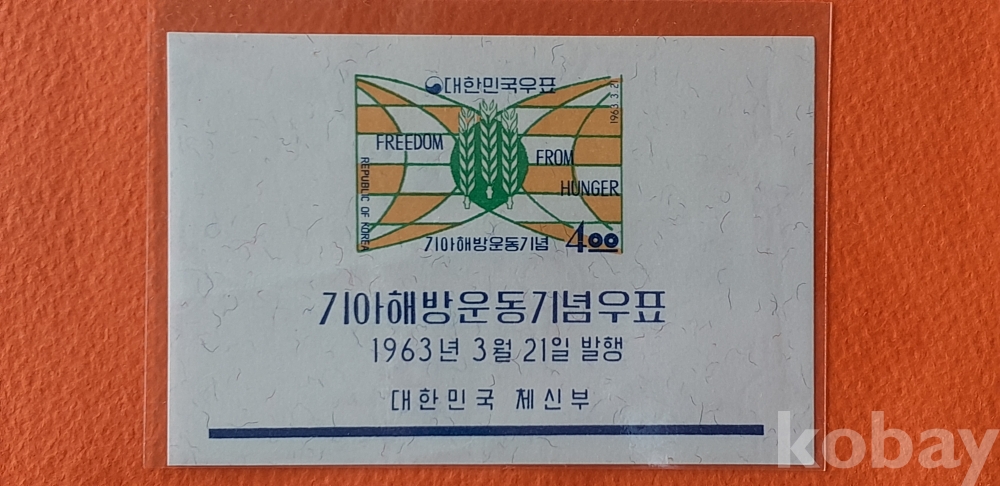 대한민국우표
1963.3.21
FREEDOM
FROM
HUNGER
REPUBLIC OF KOREA
기아해방운동기념
4.00
기아해방운동기념우표
1963년 3월 21일 발행
대한민국 체신부
kobay